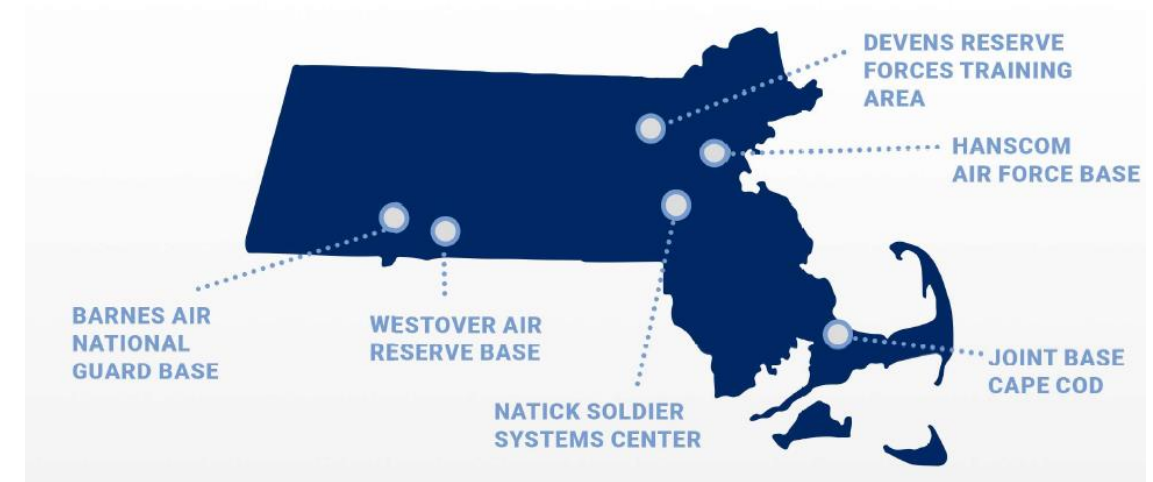 DEVENS RESERVE
FORCES TRAINING
AREA
HANSCOM
AIR FORCE BASE
BARNES AIR
NATIONAL
GUARD BASE
WESTOVER AIR
RESERVE BASE
NATICK SOLDIER
SYSTEMS CENTER
JOINT BASE
CAPE COD